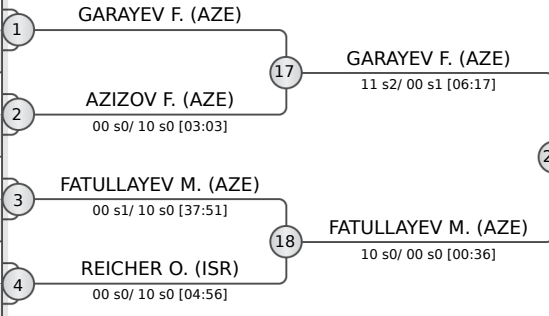 GARAYEV F. (AZE)
1
17
GARAYEV F. (AZE)
11 s2/ 00 s1 [06:17]
AZIZOV F. (AZE)
2
00 s0/ 10 s0 [03:03]
2
FATULLAYEV M. (AZE)
3
00 s1/ 10 s0 [37:51]
18
FATULLAYEV M. (AZE)
10 s0/ 00 s0 [00:36]
REICHER O. (ISR)
4
00 s0/ 10 s0 [04:56]